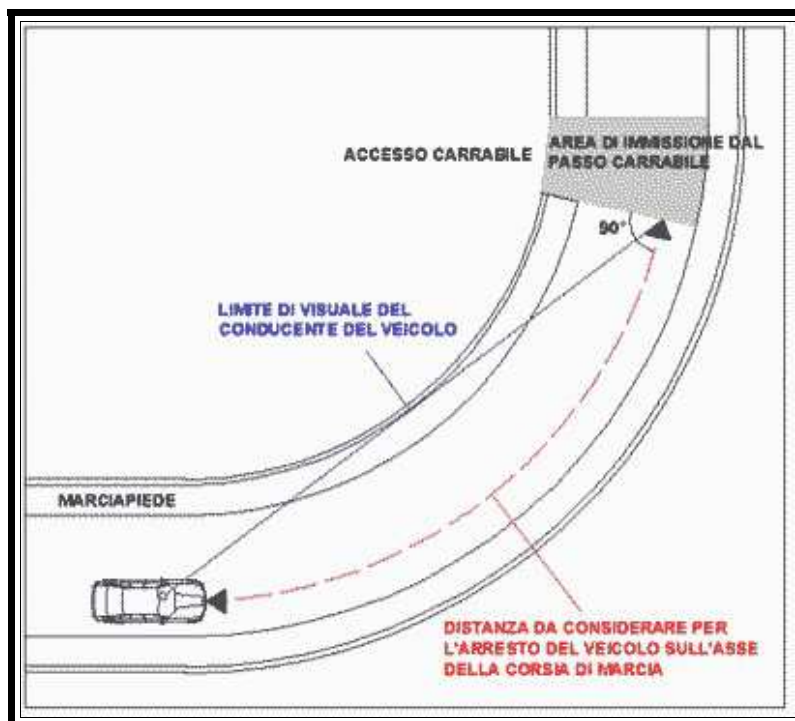 ACCESSO CARRABILE
AREA DI IMMISSIONE DAL
PASSO CARRABILE
90°
LIMITE DI VISUALE DEL
CONDUCENTE DEL VEICOLO
MARCIAPIEDE
DISTANZA DA CONSIDERARE PER
L'ARRESTO DEL VEICOLO SULL'ASSE
DELLA CORSIA DI MARCIA